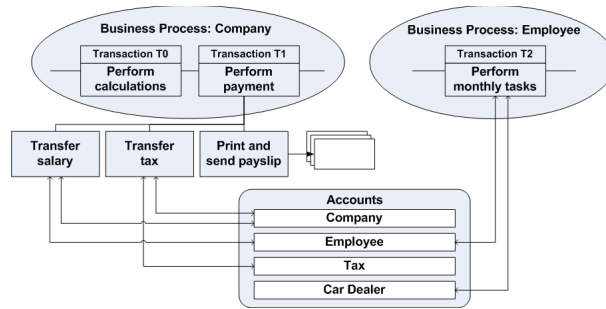 Business Process: Company
Transaction T0
Perform
calculations
Transaction T1
Perform
payment
Business Process: Employee
Transaction T2
Perform
monthly tasks
Transfer
salary
Transfer
tax
Print and
send payslip
Accounts
Company
Employee
Tax
Car Dealer